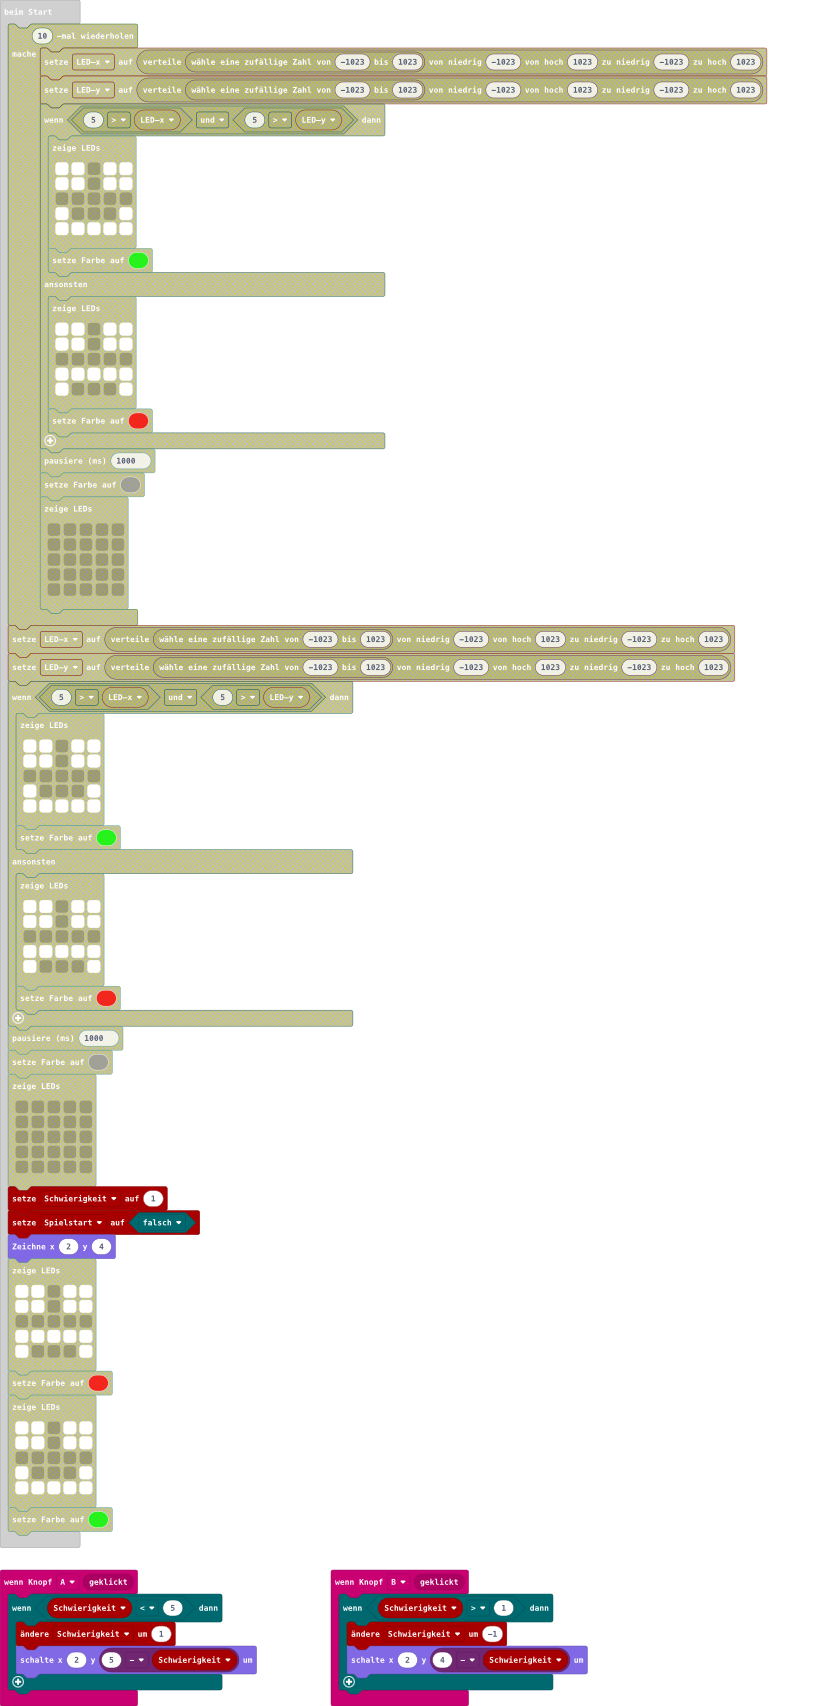 beim Start
10 −mal wiederholen
mache
setze LED−x auf verteile wähle eine zufällige Zahl von −1023 bis 1023 von niedrig −1023 von hoch 1023 zu niedrig −1023 zu hoch 1023
setze LED−y auf verteile wähle eine zufällige Zahl von −1023 bis 1023 von niedrig −1023 von hoch 1023 zu niedrig −1023 zu hoch 1023
wenn 5 > LED−x und 5 > LED−y dann
zeige LEDs
setze Farbe auf
ansonsten
zeige LEDs
setze Farbe auf
pausiere (ms) 1000
setze Farbe auf
zeige LEDs
setze LED−x auf verteile wähle eine zufällige Zahl von −1023 bis 1023 von niedrig −1023 von hoch 1023 zu niedrig −1023 zu hoch 1023
setze LED−y auf verteile wähle eine zufällige Zahl von −1023 bis 1023 von niedrig −1023 von hoch 1023 zu niedrig −1023 zu hoch 1023
wenn 5 > LED−x und 5 > LED−y dann
zeige LEDs
setze Farbe auf
ansonsten
zeige LEDs
setze Farbe auf
pausiere (ms) 1000
setze Farbe auf
zeige LEDs
setze Schwierigkeit auf 1
setze Spielstart auf falsch
Zeichne x 2 y 4
zeige LEDs
setze Farbe auf
zeige LEDs
setze Farbe auf
wenn Knopf A geklickt
wenn Schwierigkeit < 5 dann
ändere Schwierigkeit um 1
schalte x 2 y 5 − Schwierigkeit um
wenn Knopf B geklickt
wenn Schwierigkeit > 1 dann
ändere Schwierigkeit um −1
schalte x 2 y 4 − Schwierigkeit um